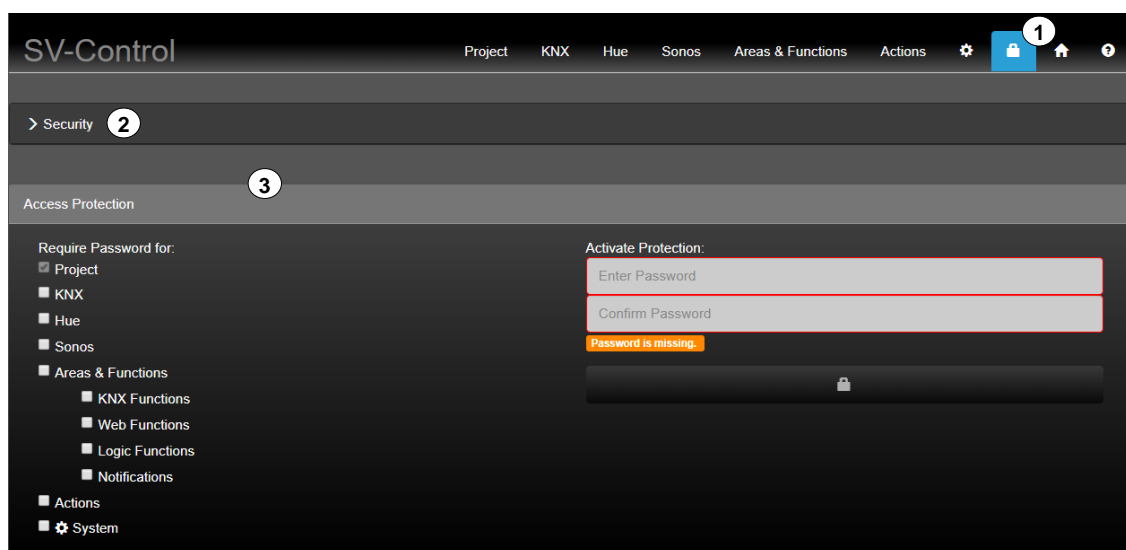 SV-Control Project KNX Hue Sonos Areas & Functions Actions 1
Security 2
3
Access Protection
Require Password for:
Project
KNX
Hue
Sonos
Areas & Functions
KNX Functions
Web Functions
Logic Functions
Notifications
Actions
System
Activate Protection:
Enter Password
Confirm Password
Password is missing.